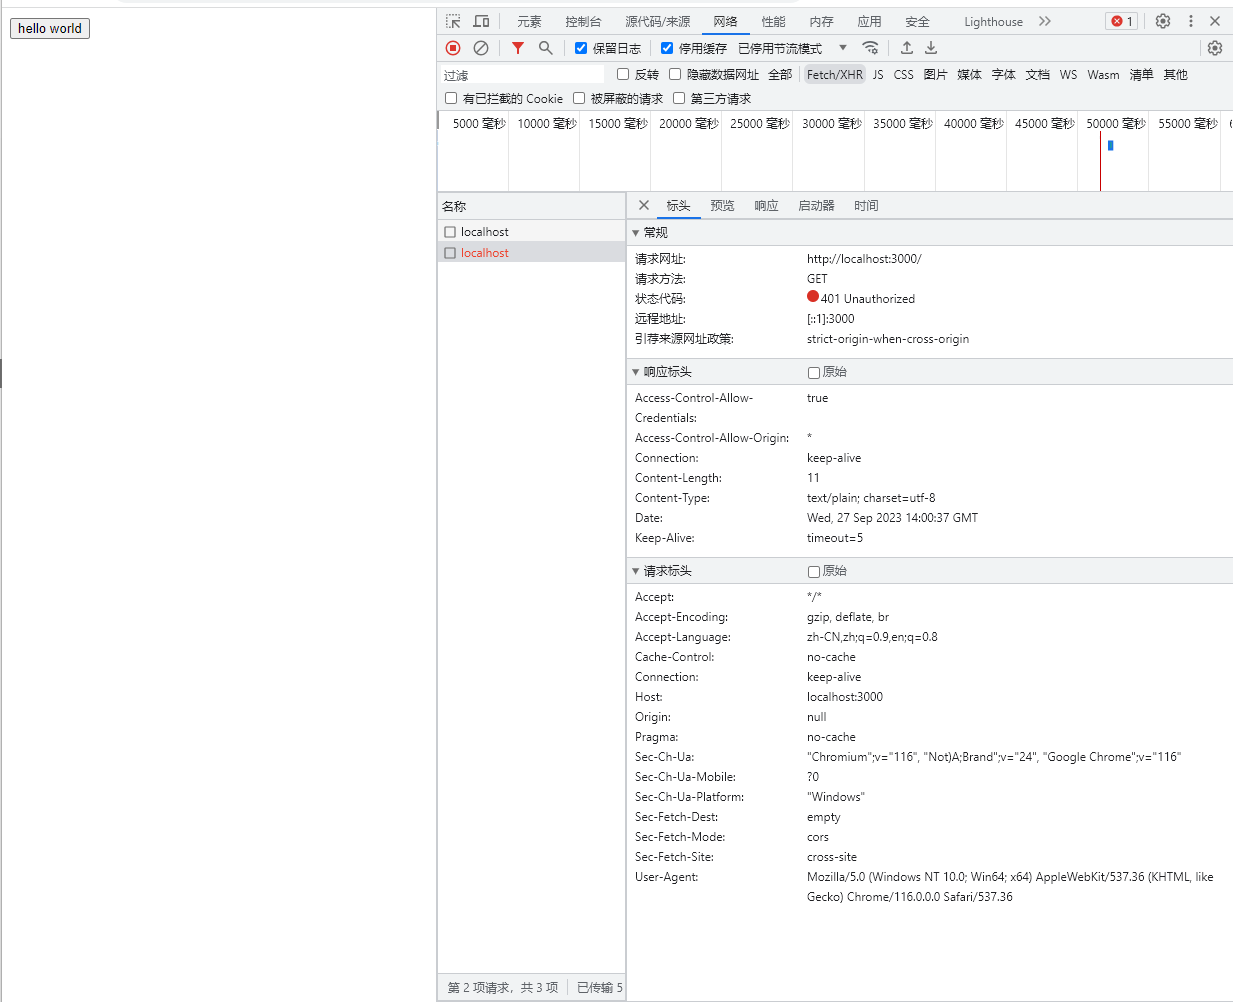 hello world
元素 控制台 源代码/来源 网络 性能 内存 应用 安全 Lighthouse 1
保留日志 停用缓存 已停用节流模式
过滤 反转 隐藏数据网址 全部 Fetch/XHR JS CSS 图片 媒体 字体 文档 WS Wasm 清单 其他
有已拦截的 Cookie 被屏蔽的请求 第三方请求
5000 毫秒 10000 毫秒 15000 毫秒 20000 毫秒 25000 毫秒 30000 毫秒 35000 毫秒 40000 毫秒 45000 毫秒 50000 毫秒 55000 毫秒
名称
localhost
localhost
标头 预览 响应 启动器 时间
常规
请求网址: http://localhost:3000/
请求方法: GET
状态代码: 401 Unauthorized
远程地址: [::1]:3000
引荐来源网址政策: strict-origin-when-cross-origin
响应标头 原始
Access-Control-Allow- true
Credentials:
Access-Control-Allow-Origin: *
Connection: keep-alive
Content-Length: 11
Content-Type: text/plain; charset=utf-8
Date: Wed, 27 Sep 2023 14:00:37 GMT
Keep-Alive: timeout=5
请求标头 原始
Accept: */*
Accept-Encoding: gzip, deflate, br
Accept-Language: zh-CN,zh;q=0.9,en;q=0.8
Cache-Control: no-cache
Connection: keep-alive
Host: localhost:3000
Origin: null
Pragma: no-cache
Sec-Ch-Ua: "Chromium";v="116", "Not)A;Brand";v="24", "Google Chrome";v="116"
Sec-Ch-Ua-Mobile: ?0
Sec-Ch-Ua-Platform: "Windows"
Sec-Fetch-Dest: empty
Sec-Fetch-Mode: cors
Sec-Fetch-Site: cross-site
User-Agent: Mozilla/5.0 (Windows NT 10.0; Win64; x64) AppleWebKit/537.36 (KHTML, like
Gecko) Chrome/116.0.0.0 Safari/537.36
第 2 项请求，共 3 项 已传输 5